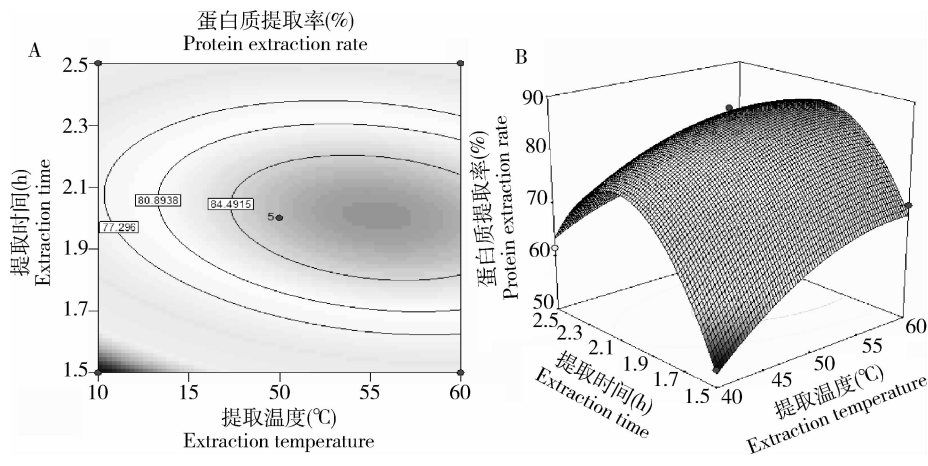 蛋白质提取率(%)
Protein extraction rate
A
2.5
2.3
2.1
1.9
1.7
1.5
提取时间(h)
Extraction time
77.296
80.8938
84.4915
5
10
15
50
55
60
提取温度(℃)
Extraction temperature
B
90
80
70
60
50
蛋白质提取率(%)
Protein extraction rate
2.5
2.3
2.1
1.9
1.7
1.5
提取时间(h)
Extraction time
40
45
50
55
60
提取温度(℃)
Extraction temperature